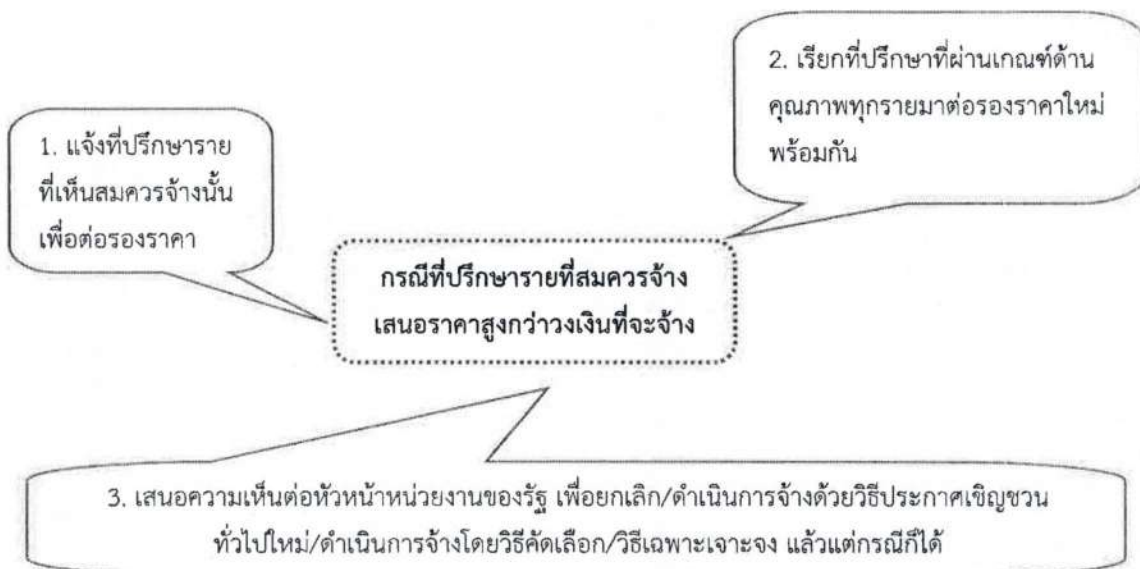 1. แจ้งที่ปรึกษาราย
ที่เห็นสมควรจ้างนั้น
เพื่อต่อรองราคา
2. เรียกที่ปรึกษาที่ผ่านเกณฑ์ด้าน
คุณภาพทุกรายมาต่อรองราคาใหม่
พร้อมกัน
กรณีที่ปรึกษารายที่สมควรจ้าง
เสนอราคาสูงกว่าวงเงินที่จะจ้าง
3. เสนอความเห็นต่อหัวหน้าหน่วยงานของรัฐ เพื่อยกเลิก/ดำเนินการจ้างด้วยวิธีประกาศเชิญชวน
ทั่วไปใหม่/ดำเนินการจ้างโดยวิธีคัดเลือก/วิธีเฉพาะเจาะจง แล้วแต่กรณีก็ได้